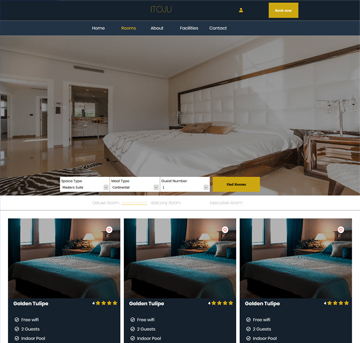 ITOJU
Book now
Home Rooms About Facilities Contact
Space Type Meal Type Guest Number
Masters Suite Continental 1
Find Rooms
Deluxe Room Luxury Room Executive Room
Golden Tulipe 4 Golden Tulipe 4 Golden Tulipe 4
Free wifi Free wifi Free wifi
2 Guests 2 Guests 2 Guests
Indoor Pool Indoor Pool Indoor Pool